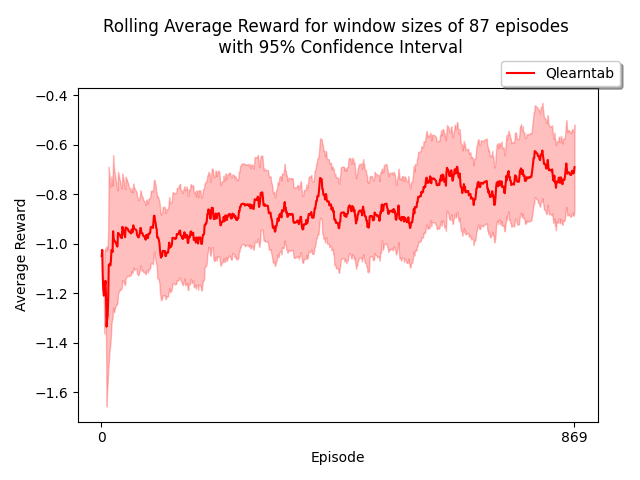 Rolling Average Reward for window sizes of 87 episodes
with 95% Confidence Interval
Qlearntab
−0.4
−0.6
−0.8
−1.0
−1.2
−1.4
−1.6
Average Reward
0
869
Episode